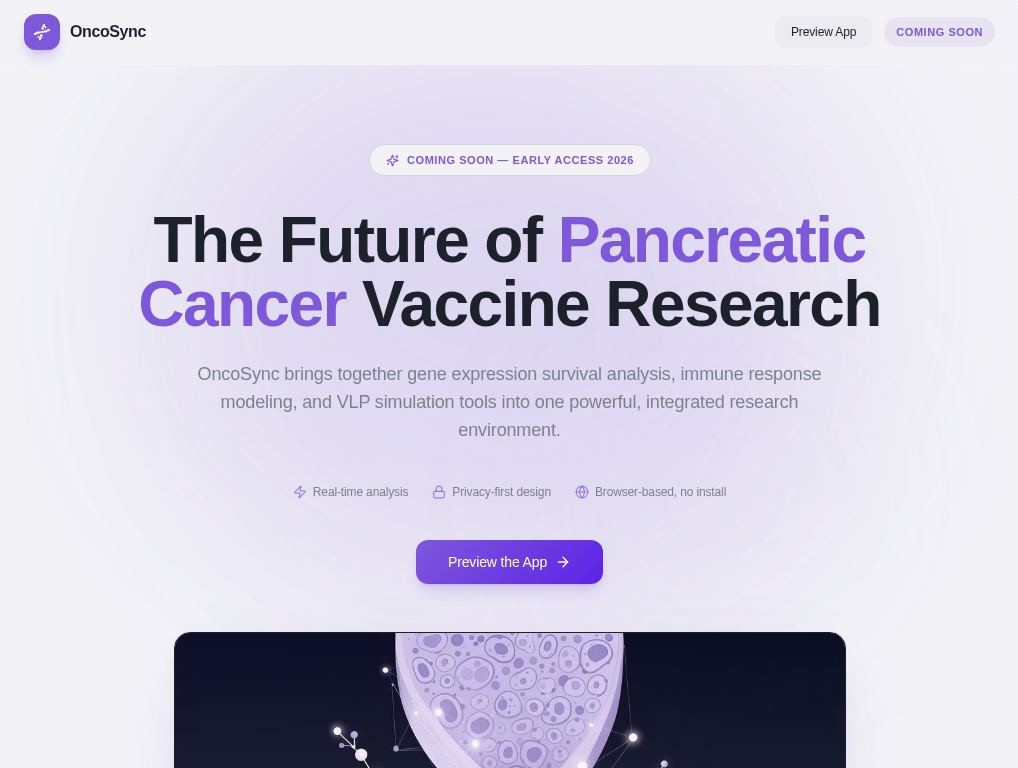 OncoSync
Preview App
COMING SOON
COMING SOON — EARLY ACCESS 2026
The Future of Pancreatic
Cancer Vaccine Research
OncoSync brings together gene expression survival analysis, immune response
modeling, and VLP simulation tools into one powerful, integrated research
environment.
Real-time analysis
Privacy-first design
Browser-based, no install
Preview the App